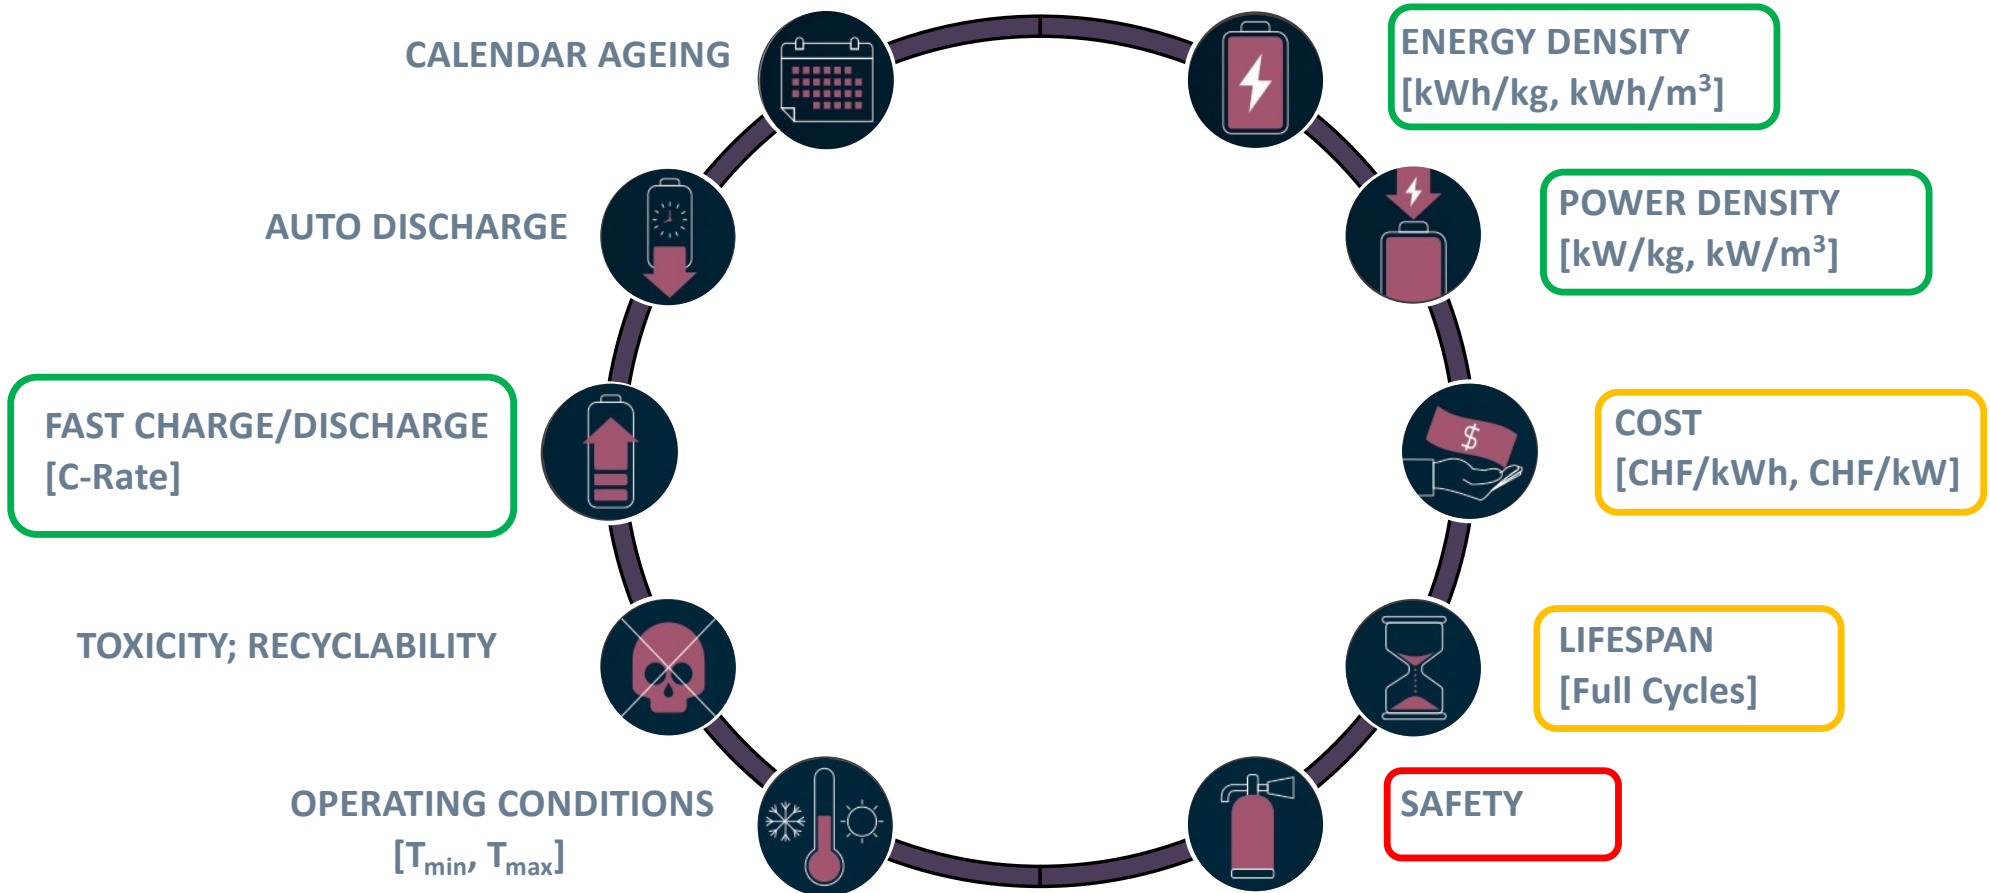 CALENDAR AGEING
ENERGY DENSITY
[kWh/kg, kWh/m³]
AUTO DISCHARGE
POWER DENSITY
[kW/kg, kW/m³]
FAST CHARGE/DISCHARGE
[C-Rate]
$
COST
[CHF/kWh, CHF/kW]
TOXICITY; RECYCLABILITY
LIFESPAN
[Full Cycles]
OPERATING CONDITIONS
[Tmin, Tmax]
SAFETY